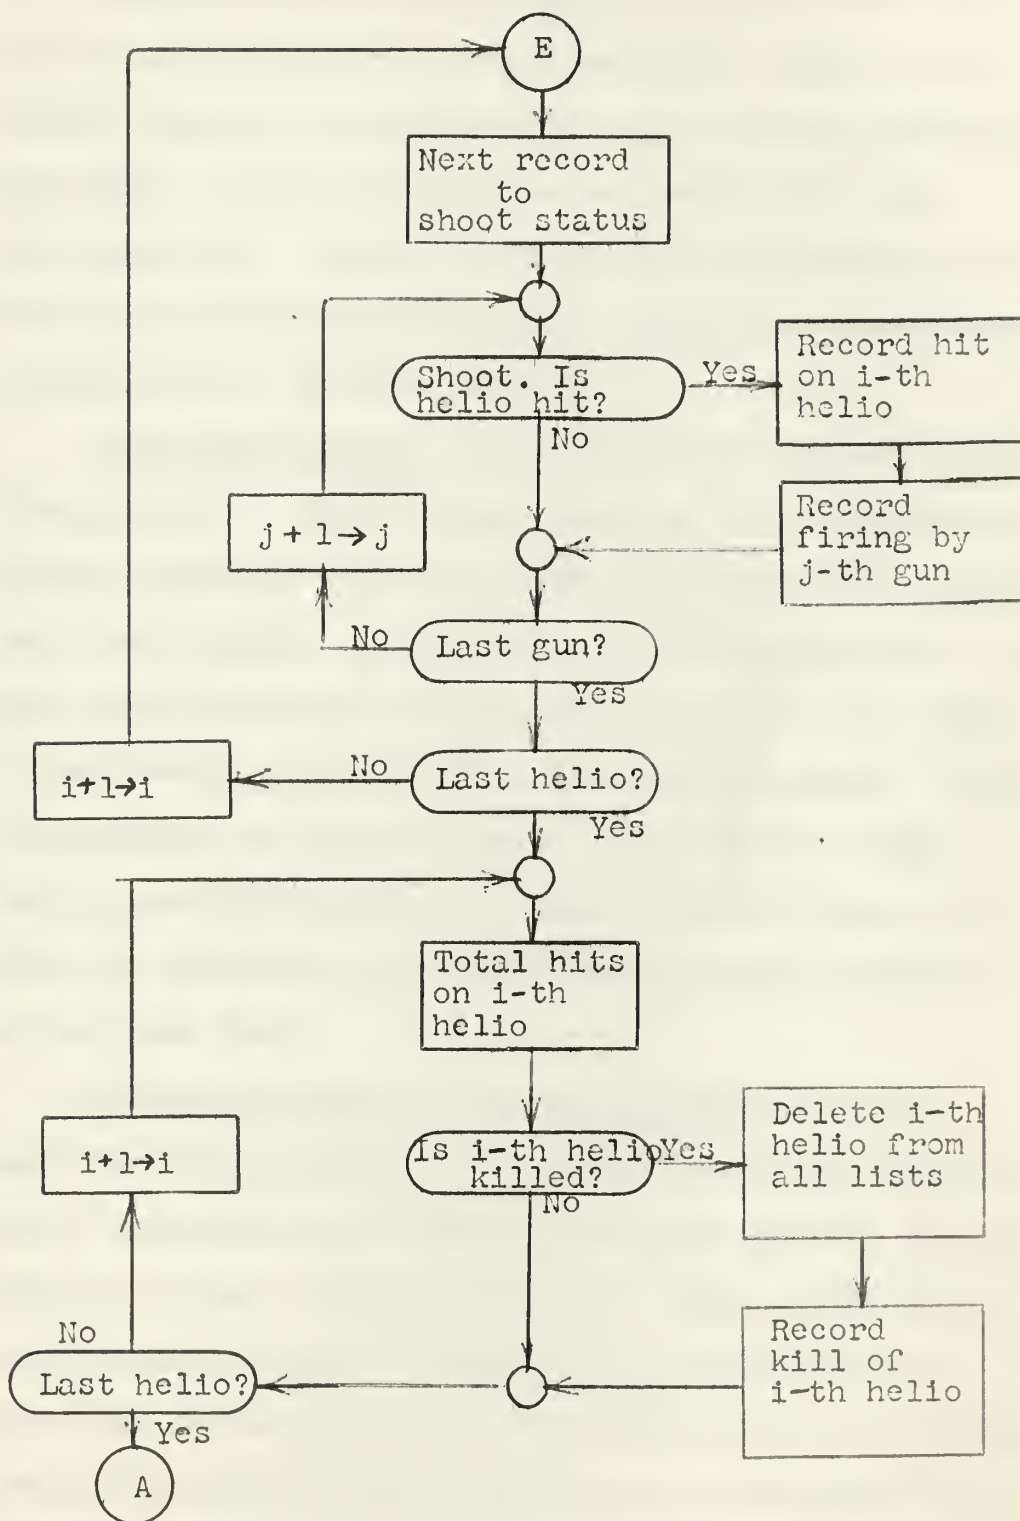 E
Next record
to
shoot status
Shoot. Is
helio hit?
Yes
Record hit
on i-th
helio
No
Record
firing by
j-th gun
j + 1 → j
No
Last gun?
Yes
i+1→i
No
Last helio?
Yes
Total hits
on i-th
helio
i+1→i
Is i-th helio
killed?
Yes
No
Delete i-th
helio from
all lists
Record
kill of
i-th helio
No
Last helio?
Yes
A